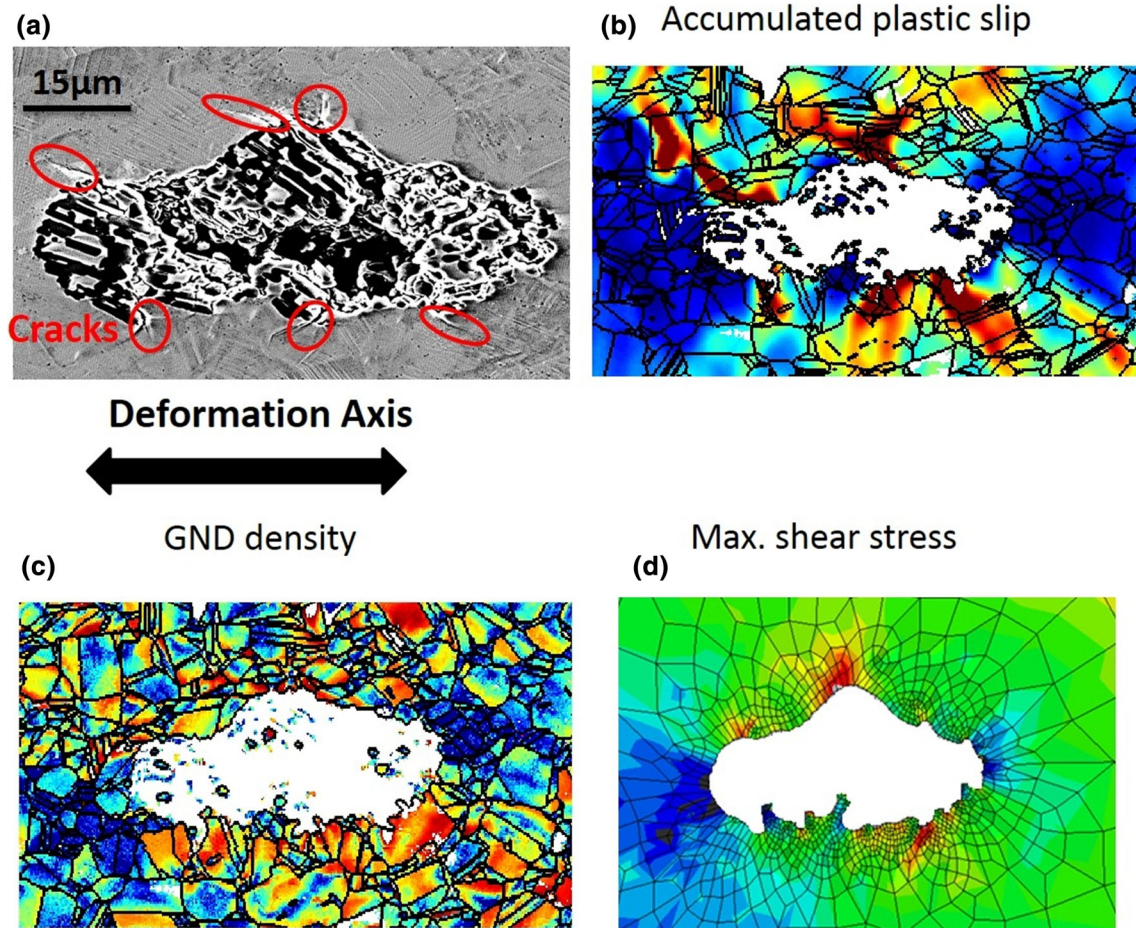 (a)
15μm
Cracks
(b)
Accumulated plastic slip
Deformation Axis
GND density
(c)
Max. shear stress
(d)